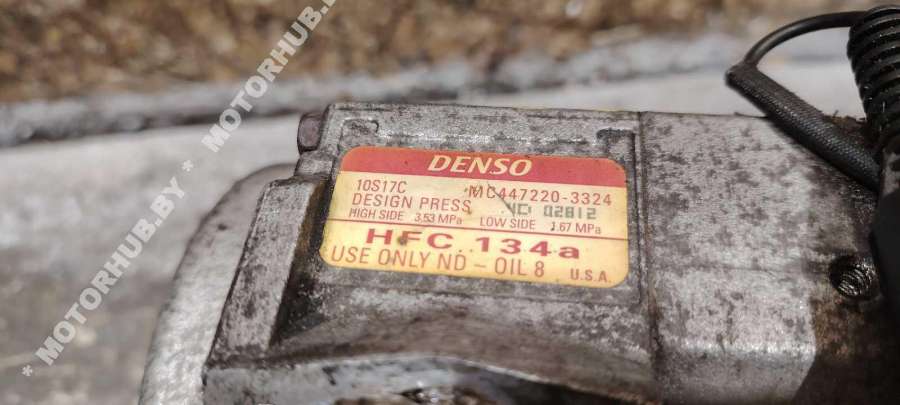 * MOTORHUB.BY * MOTORHUB.BY
DENSO
10S17C MC447220-3324
DESIGN PRESS 02812
HIGH SIDE 3.53 MPa LOW SIDE 1.67 MPa
HFC 134a
USE ONLY ND-OIL 8 U.S.A.